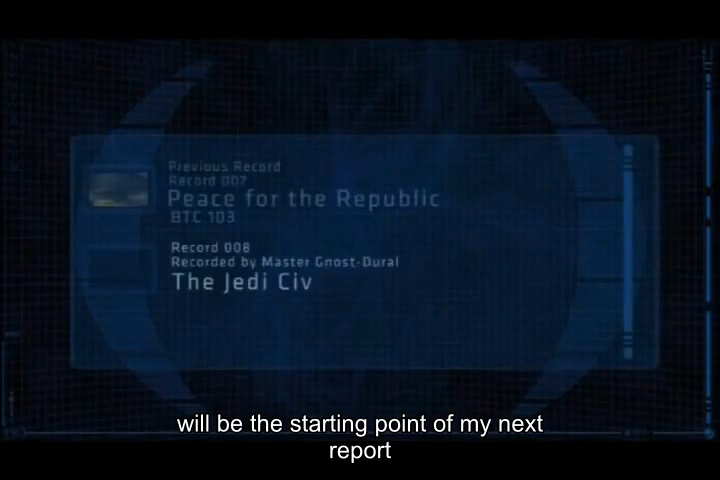 Previous Record
Record 007
Peace for the Republic
BTC 103
Record 008
Recorded by Master Gnost-Dural
The Jedi Civ
will be the starting point of my next
report